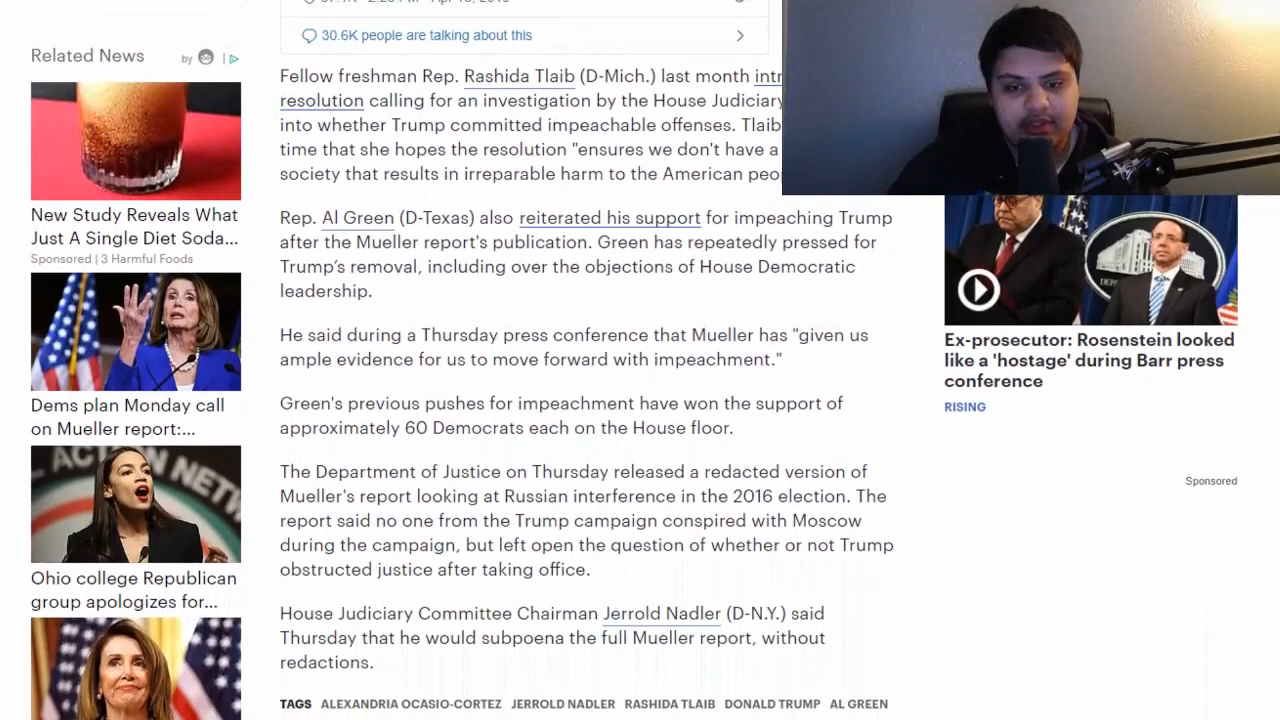 30.6K people are talking about this
Related News
by
Fellow freshman Rep. Rashida Tlaib (D-Mich.) last month
resolution calling for an investigation by the House Judiciary
into whether Trump committed impeachable offenses. Tlaib
time that she hopes the resolution "ensures we don't have a
society that results in irreparable harm to the American
Rep. Al Green (D-Texas) also reiterated his support for impeaching Trump
after the Mueller report's publication. Green has repeatedly pressed for
Trump’s removal, including over the objections of House Democratic
leadership.
He said during a Thursday press conference that Mueller has "given us
ample evidence for us to move forward with impeachment."
Green's previous pushes for impeachment have won the support of
approximately 60 Democrats each on the House floor.
The Department of Justice on Thursday released a redacted version of
Mueller's report looking at Russian interference in the 2016 election. The
report said no one from the Trump campaign conspired with Moscow
during the campaign, but left open the question of whether or not Trump
obstructed justice after taking office.
House Judiciary Committee Chairman Jerrold Nadler (D-N.Y.) said
Thursday that he would subpoena the full Mueller report, without
redactions.
TAGS ALEXANDRIA OCASIO-CORTEZ JERROLD NADLER RASHIDA TLAIB DONALD TRUMP AL GREEN
New Study Reveals What
Just A Single Diet Soda...
Sponsored | 3 Harmful Foods
Dems plan Monday call
on Mueller report:...
Ohio college Republican
group apologizes for...
Ex-prosecutor: Rosenstein looked
like a 'hostage' during Barr press
conference
RISING
Sponsored